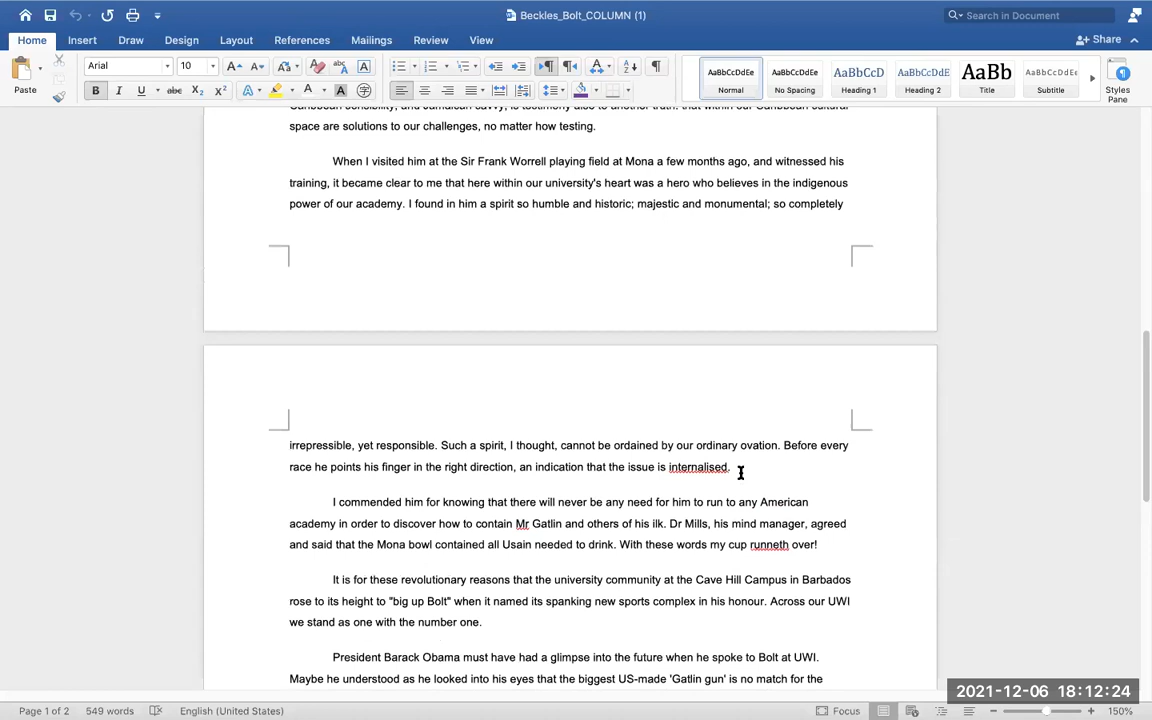 Beckles_Bolt_COLUMN (1)
Search in Document
Home Insert Draw Design Layout References Mailings Review View
Share
Paste
Arial 10
AaBbCcDdEe AaBbCcDdEe AaBbCcD AaBbCcDdE AaBb AaBbCcDdEe
Normal No Spacing Heading 1 Heading 2 Title Subtitle
Styles
Pane
Caribbean sensibility, and Jamaican savvy, is testimony also to another truth: that within our Caribbean cultural
space are solutions to our challenges, no matter how testing.
When I visited him at the Sir Frank Worrell playing field at Mona a few months ago, and witnessed his
training, it became clear to me that here within our university's heart was a hero who believes in the indigenous
power of our academy. I found in him a spirit so humble and historic; majestic and monumental; so completely
irrepressible, yet responsible. Such a spirit, I thought, cannot be ordained by our ordinary ovation. Before every
race he points his finger in the right direction, an indication that the issue is internalised.
I commended him for knowing that there will never be any need for him to run to any American
academy in order to discover how to contain Mr Gatlin and others of his ilk. Dr Mills, his mind manager, agreed
and said that the Mona bowl contained all Usain needed to drink. With these words my cup runneth over!
It is for these revolutionary reasons that the university community at the Cave Hill Campus in Barbados
rose to its height to "big up Bolt" when it named its spanking new sports complex in his honour. Across our UWI
we stand as one with the number one.
President Barack Obama must have had a glimpse into the future when he spoke to Bolt at UWI.
Maybe he understood as he looked into his eyes that the biggest US-made 'Gatlin gun' is no match for the
2021-12-06 18:12:24
Page 1 of 2 549 words English (United States) Focus 150%